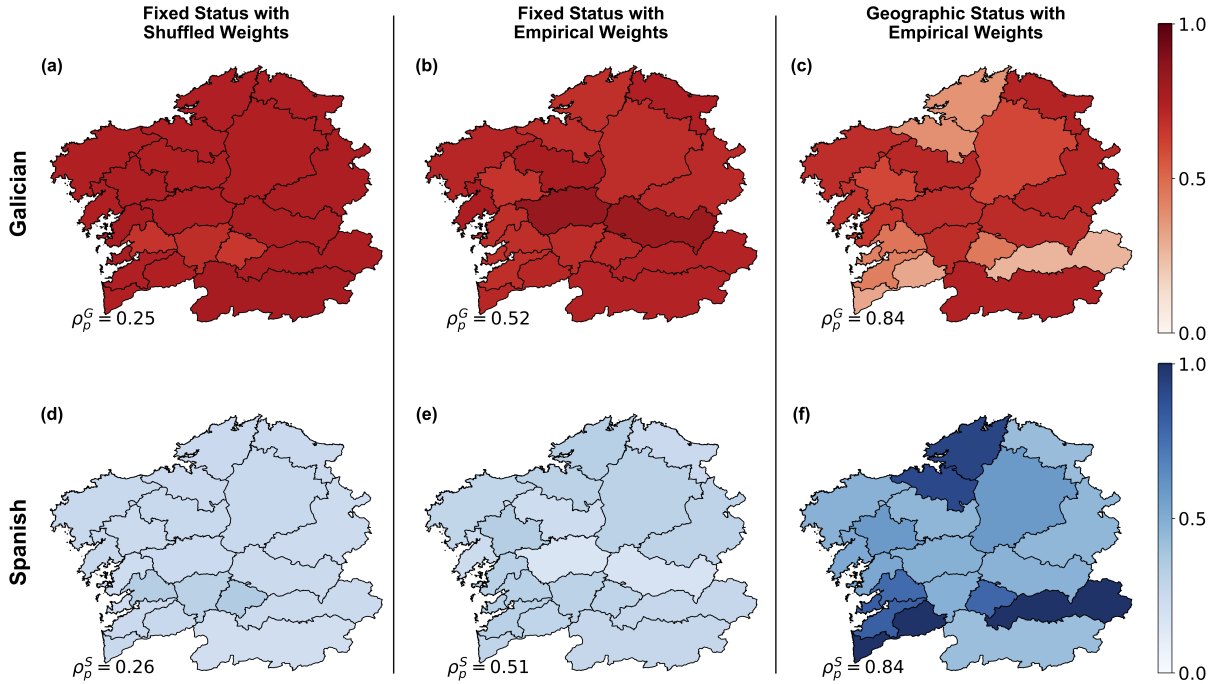 Fixed Status with
Shuffled Weights
Fixed Status with
Empirical Weights
Geographic Status with
Empirical Weights
(a)
(b)
(c)
1.0
0.5
0.0
Galician
ρ_p^G = 0.25
ρ_p^G = 0.52
ρ_p^G = 0.84
(d)
(e)
(f)
1.0
0.5
0.0
Spanish
ρ_p^S = 0.26
ρ_p^S = 0.51
ρ_p^S = 0.84